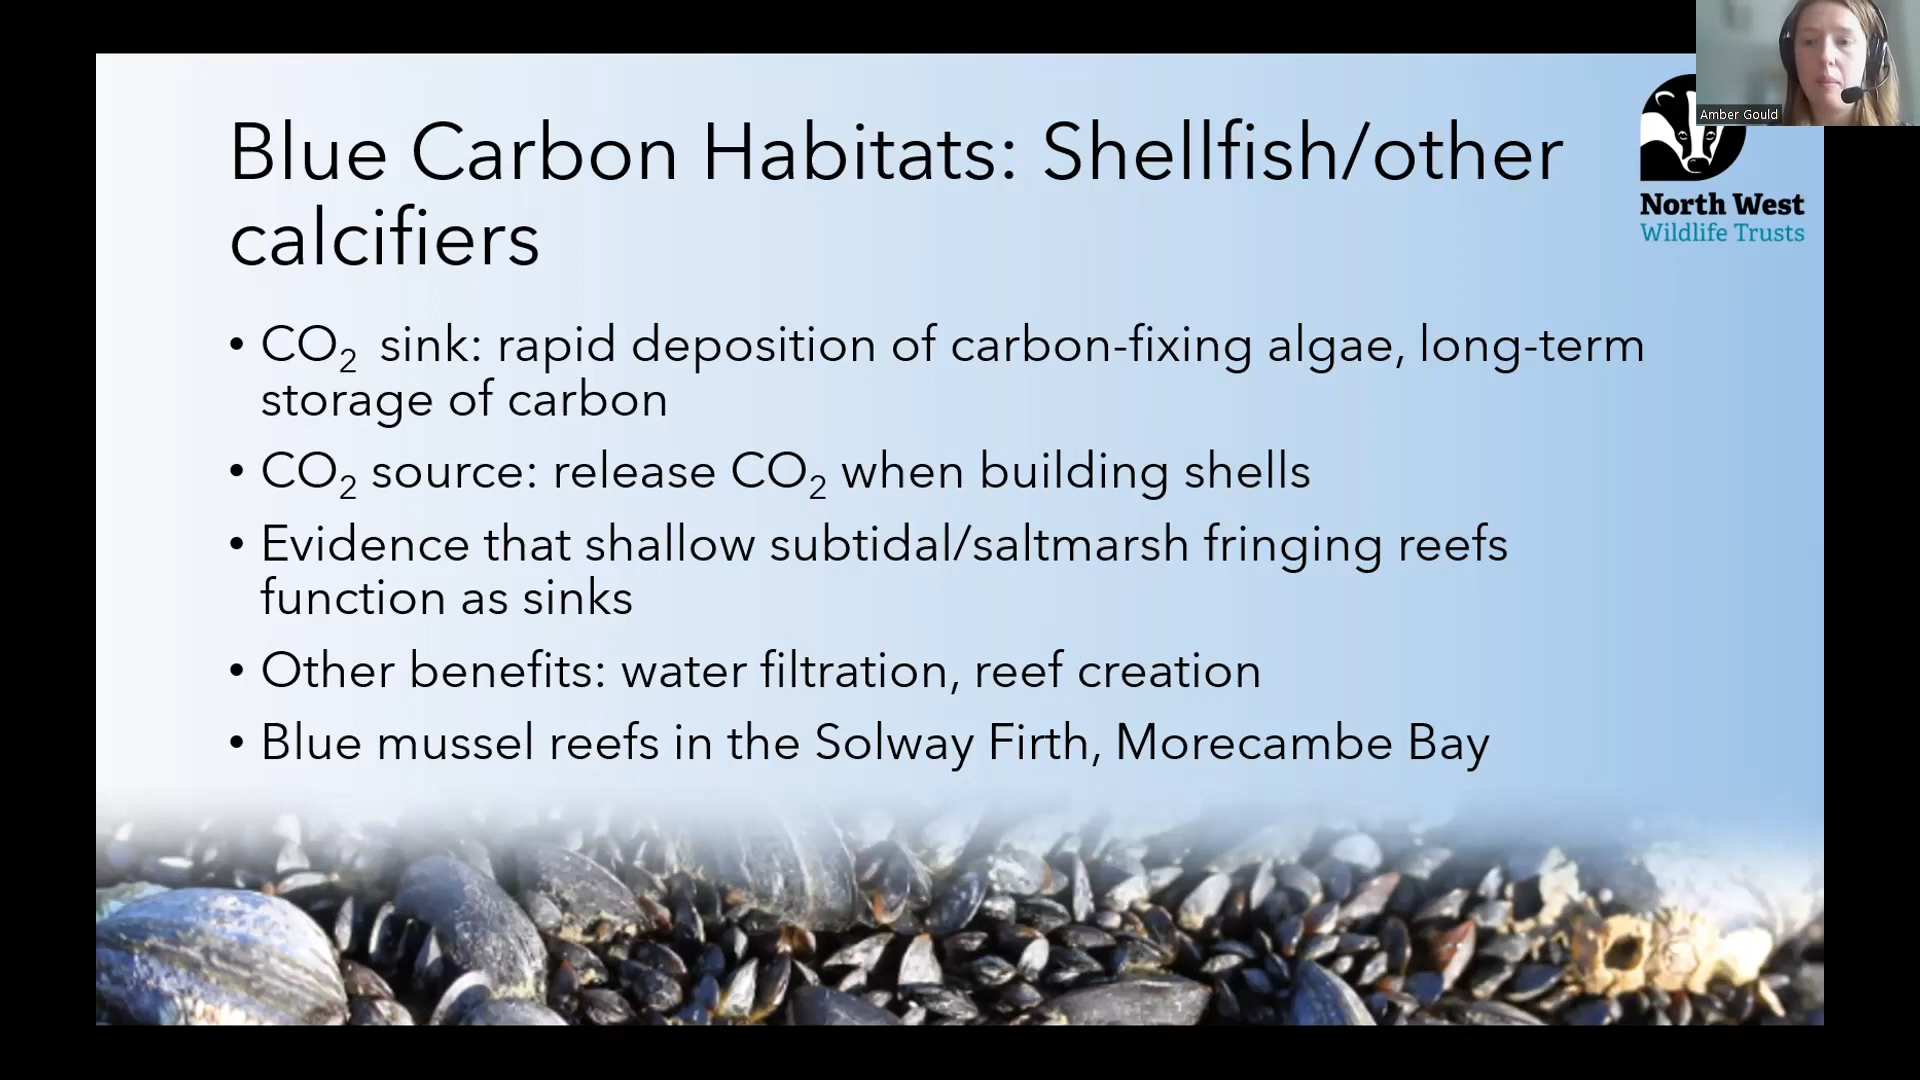 Amber Gould
North West
Wildlife Trusts
Blue Carbon Habitats: Shellfish/other
calcifiers
• CO₂ sink: rapid deposition of carbon-fixing algae, long-term
storage of carbon
• CO₂ source: release CO₂ when building shells
• Evidence that shallow subtidal/saltmarsh fringing reefs
function as sinks
• Other benefits: water filtration, reef creation
• Blue mussel reefs in the Solway Firth, Morecambe Bay